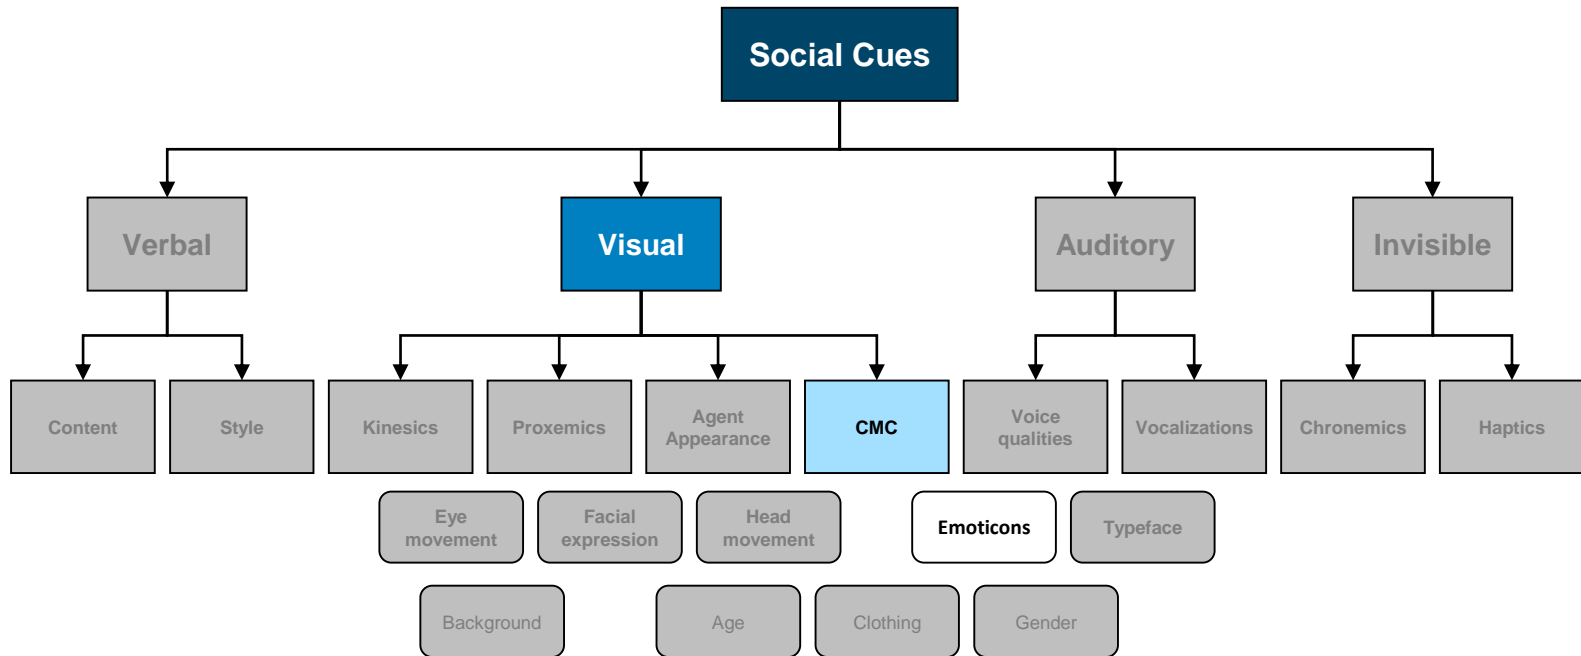 Social Cues
Verbal
Visual
Auditory
Invisible
Content
Style
Kinesics
Proxemics
Agent
Appearance
CMC
Voice
qualities
Vocalizations
Chronemics
Haptics
Eye
movement
Facial
expression
Head
movement
Emoticons
Typeface
Background
Age
Clothing
Gender